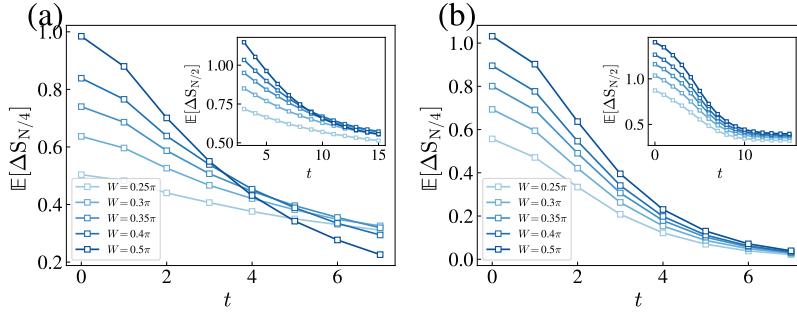 (a)
1.0
0.8
0.6
0.4
0.2
𝔼[ΔS_{N/4}]
0 2 4 6
t
W = 0.25π
W = 0.3π
W = 0.35π
W = 0.4π
W = 0.5π
1.00
0.75
0.50
𝔼[ΔS_{N/2}]
5 10 15
t
(b)
1.0
0.8
0.6
0.4
0.2
0.0
𝔼[ΔS_{N/4}]
0 2 4 6
t
W = 0.25π
W = 0.3π
W = 0.35π
W = 0.4π
W = 0.5π
1.0
0.5
𝔼[ΔS_{N/2}]
0 10
t